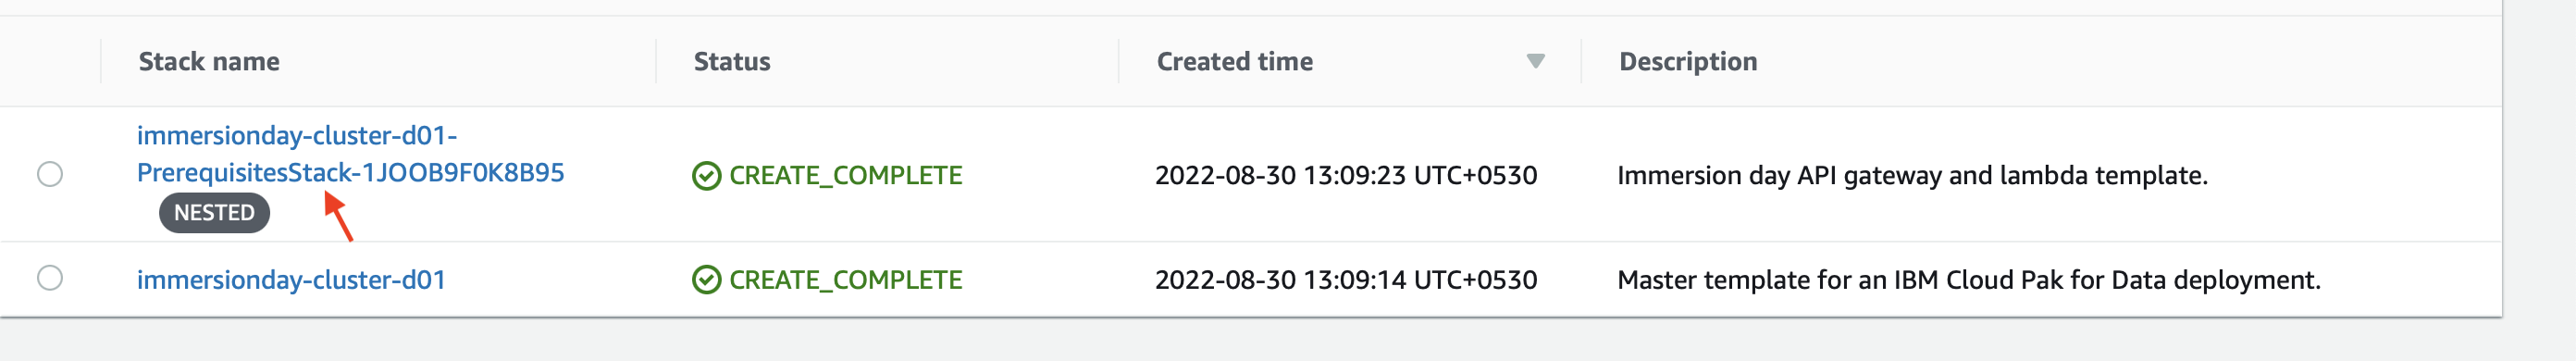 Stack name Status Created time Description
immersionday-cluster-d01-
PrerequisitesStack-1JOOB9F0K8B95
NESTED
CREATE_COMPLETE
2022-08-30 13:09:23 UTC+0530
Immersion day API gateway and lambda template.
immersionday-cluster-d01
CREATE_COMPLETE
2022-08-30 13:09:14 UTC+0530
Master template for an IBM Cloud Pak for Data deployment.